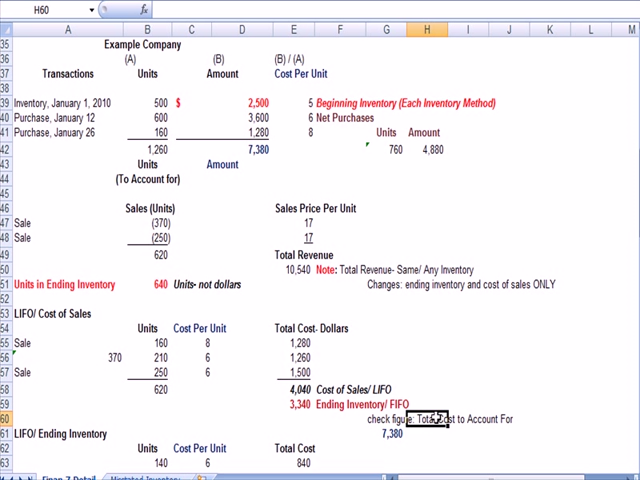 H60 fx
A B C D E F G H I J K L M
35 Example Company
36 (A) (B) (B) / (A)
37 Transactions Units Amount Cost Per Unit
38
39 Inventory, January 1, 2010 500 $ 2,500 5 Beginning Inventory (Each Inventory Method)
40 Purchase, January 12 600 3,600 6 Net Purchases
41 Purchase, January 26 160 1,280 8 Units Amount
42 1,260 7,380 760 4,880
43 Units Amount
44 (To Account for)
45
46 Sales (Units) Sales Price Per Unit
47 Sale (370) 17
48 Sale (250) 17
49 620 Total Revenue
50 10,540 Note: Total Revenue- Same/ Any Inventory
51 Units in Ending Inventory 640 Units- not dollars Changes: ending inventory and cost of sales ONLY
52
53 LIFO/ Cost of Sales
54 Units Cost Per Unit Total Cost- Dollars
55 Sale 160 8 1,280
56 370 210 6 1,260
57 Sale 250 6 1,500
58 620 4,040 Cost of Sales/ LIFO
59 3,340 Ending Inventory/ FIFO
60 check figure: Total Cost to Account For
61 LIFO/ Ending Inventory 7,380
62 Units Cost Per Unit Total Cost
63 140 6 840
Finan 7 Detail Misstated Inventory